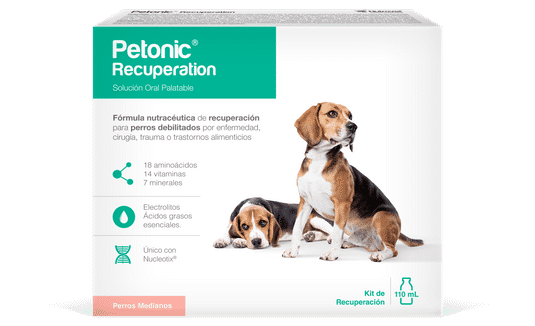 Petonic®
Recuperation
Solución Oral Palatable
Fórmula nutracéutica de recuperación
para perros debilitados por enfermedad,
cirugía, trauma o trastornos alimenticios
18 aminoácidos
14 vitaminas
7 minerales
Electrolitos
Ácidos grasos
esenciales.
Único con
Nucleotix®
Perros Medianos
Kit de
Recuperación
110 mL
Petonic® Recuperation